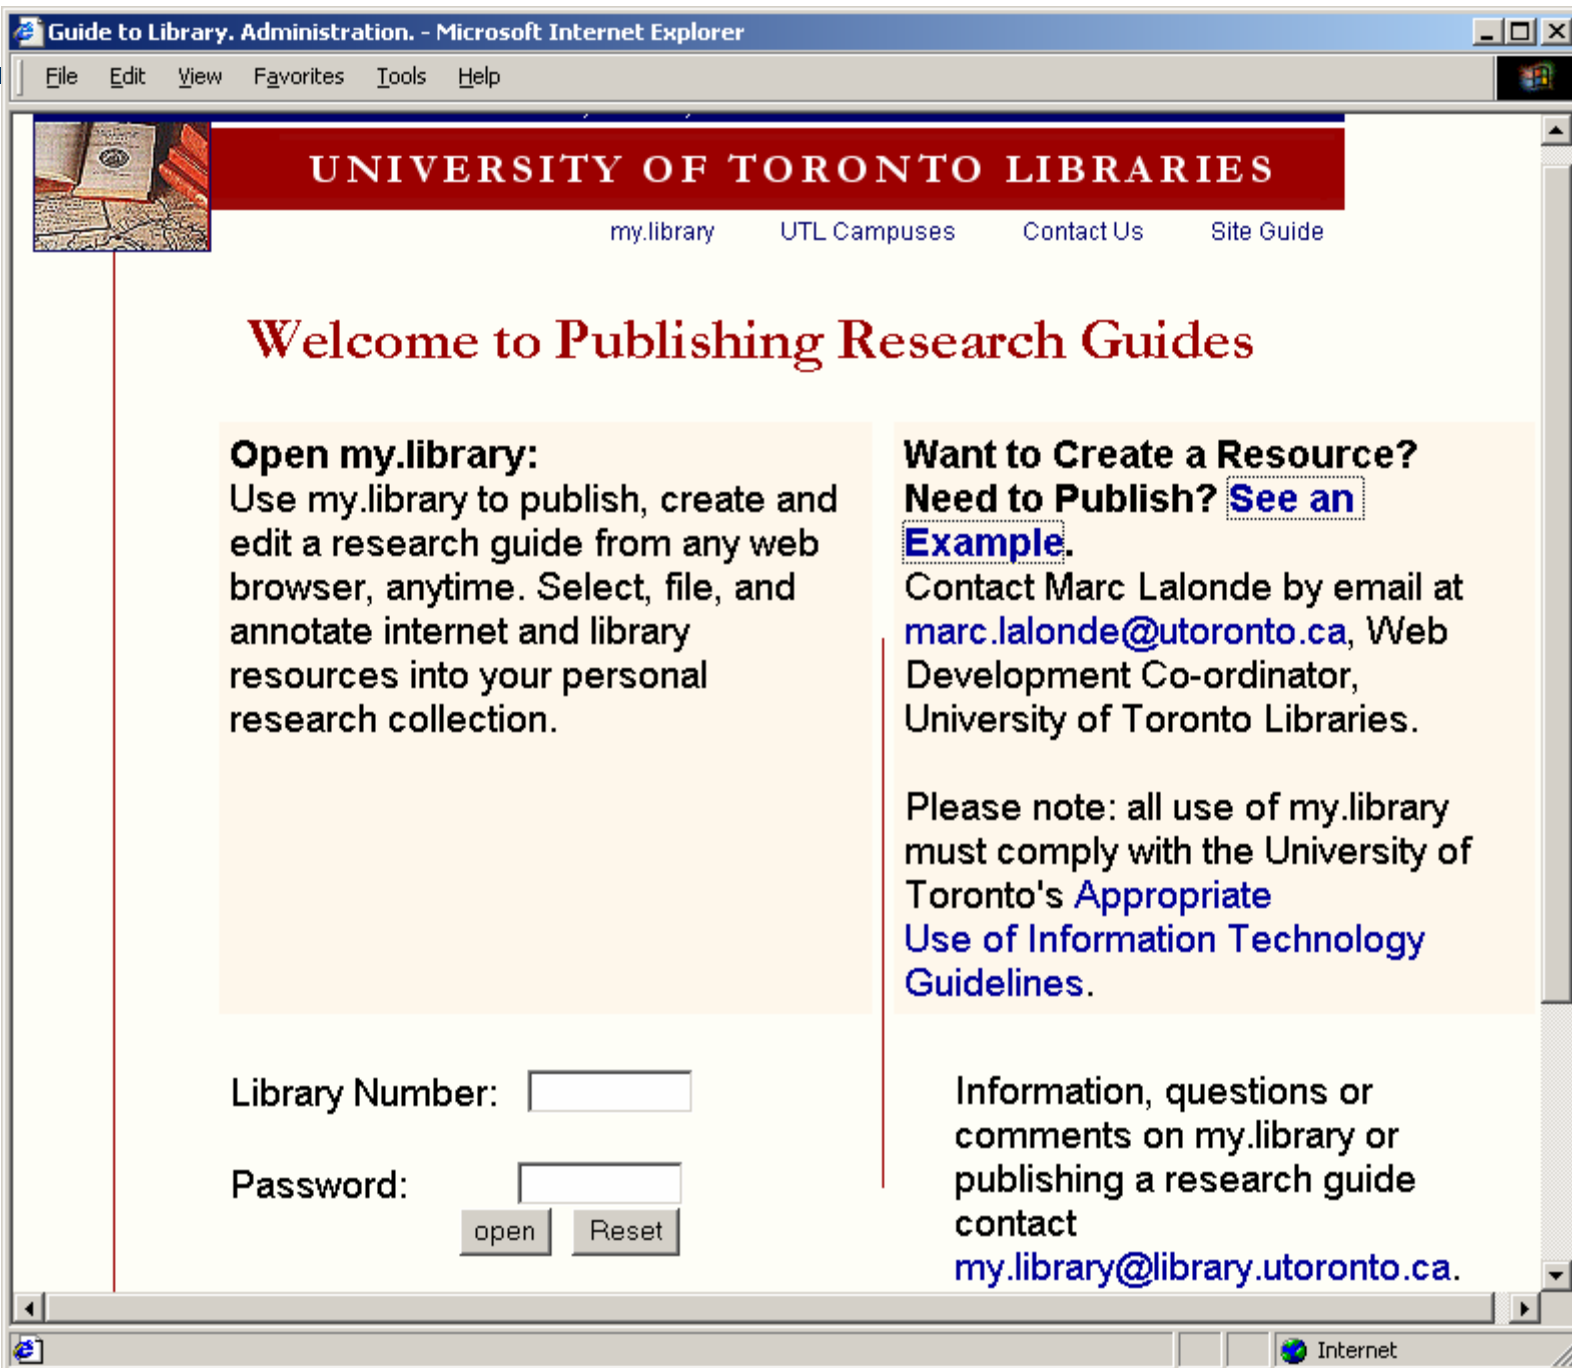 Guide to Library. Administration. - Microsoft Internet Explorer
File Edit View Favorites Tools Help
UNIVERSITY OF TORONTO LIBRARIES
my.library UTL Campuses Contact Us Site Guide
Welcome to Publishing Research Guides
Open my.library:
Use my.library to publish, create and
edit a research guide from any web
browser, anytime. Select, file, and
annotate internet and library
resources into your personal
research collection.
Want to Create a Resource?
Need to Publish? See an
Example.
Contact Marc Lalonde by email at
marc.lalonde@utoronto.ca, Web
Development Co-ordinator,
University of Toronto Libraries.
Please note: all use of my.library
must comply with the University of
Toronto's Appropriate
Use of Information Technology
Guidelines.
Library Number:
Password:
open Reset
Information, questions or
comments on my.library or
publishing a research guide
contact
my.library@library.utoronto.ca.
Internet